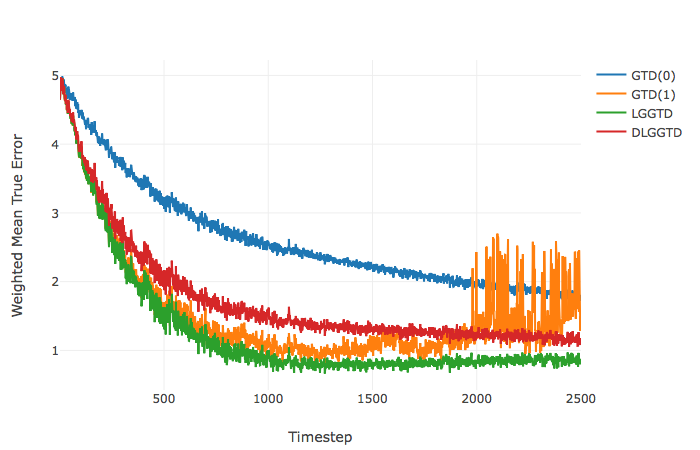 Weighted Mean True Error
5
4
3
2
1
500
1000
1500
2000
2500
Timestep
GTD(0)
GTD(1)
LGGTD
DLGGTD